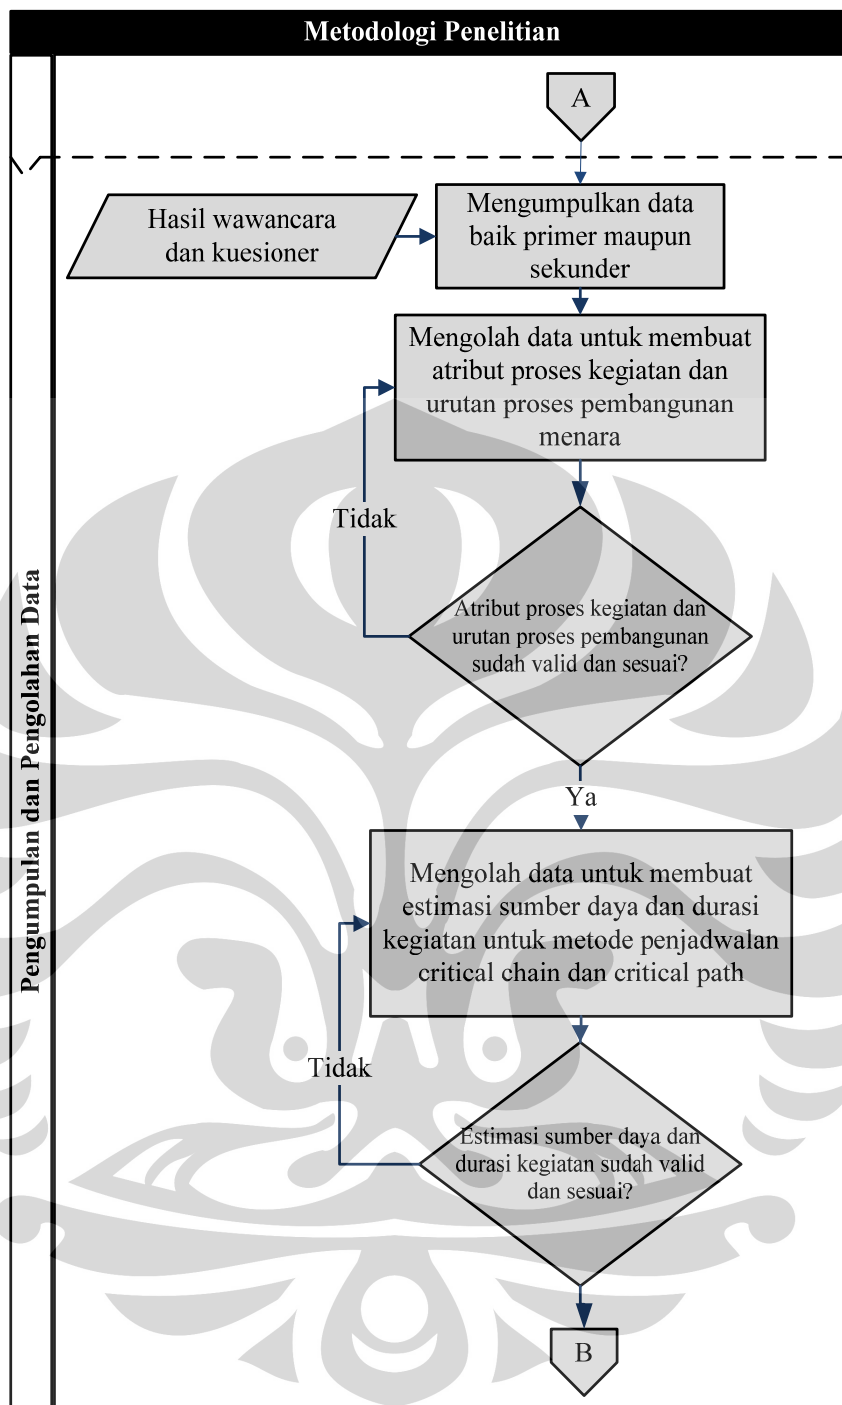 Metodologi Penelitian
A
Hasil wawancara
dan kuesioner
Mengumpulkan data
baik primer maupun
sekunder
Mengolah data untuk membuat
atribut proses kegiatan dan
urutan proses pembangunan
menara
Tidak
Atribut proses kegiatan dan
urutan proses pembangunan
sudah valid dan sesuai?
Ya
Pengumpulan dan Pengolahan Data
Mengolah data untuk membuat
estimasi sumber daya dan durasi
kegiatan untuk metode penjadwalan
critical chain dan critical path
Tidak
Estimasi sumber daya dan
durasi kegiatan sudah valid
dan sesuai?
B